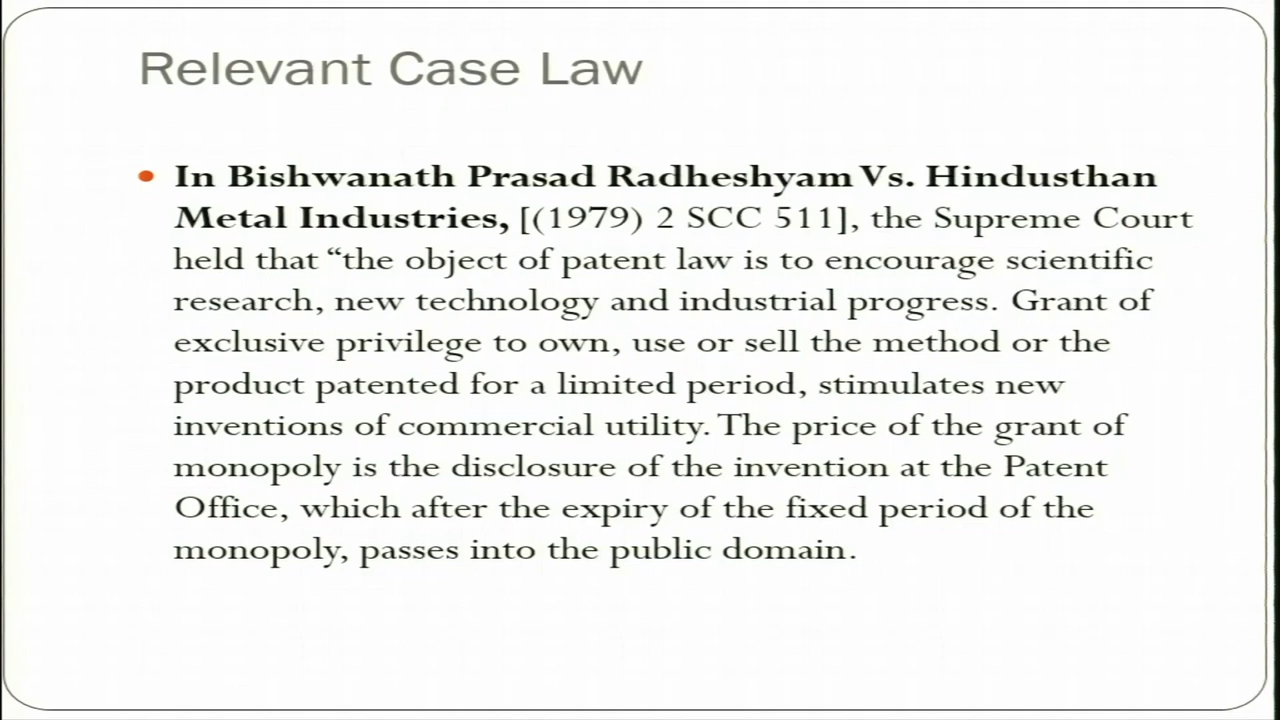 Relevant Case Law
• In Bishwanath Prasad Radheshyam Vs. Hindusthan
Metal Industries, [(1979) 2 SCC 511], the Supreme Court
held that “the object of patent law is to encourage scientific
research, new technology and industrial progress. Grant of
exclusive privilege to own, use or sell the method or the
product patented for a limited period, stimulates new
inventions of commercial utility. The price of the grant of
monopoly is the disclosure of the invention at the Patent
Office, which after the expiry of the fixed period of the
monopoly, passes into the public domain.